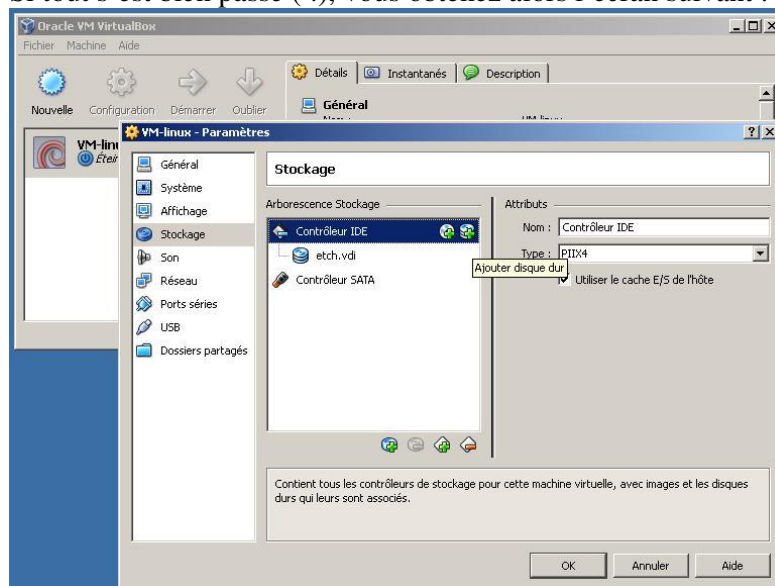 Si tout s'est bien passé (!), vous obtenez alors l'écran suivant :
Oracle VM VirtualBox
Fichier Machine Aide
Nouvelle Configuration Démarrer Oublier
Détails Instantanés Description
Général
VM-linux - Paramètres
Général
Système
Affichage
Stockage
Son
Réseau
Ports séries
USB
Dossiers partagés
Stockage
Arborescence Stockage
Contrôleur IDE
etch.vdi
Contrôleur SATA
Attributs
Nom : Contrôleur IDE
Type : PIIX4
Ajouter disque dur
Utiliser le cache E/S de l'hôte
Contient tous les contrôleurs de stockage pour cette machine virtuelle, avec images et les disques
durs qui leurs sont associés.
OK Annuler Aide